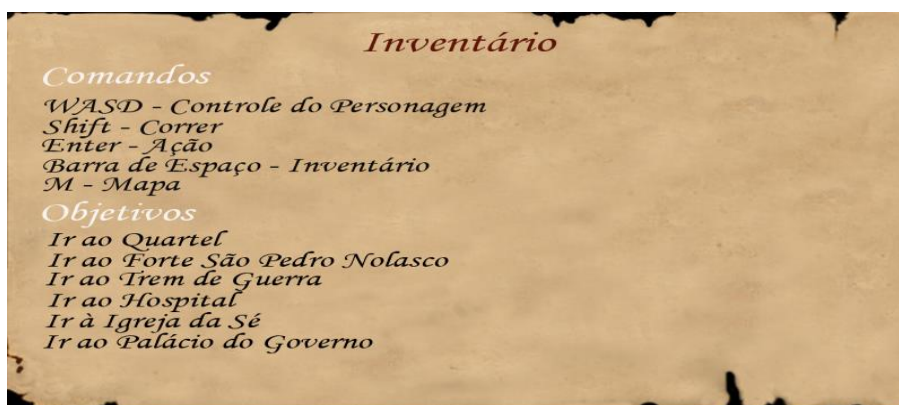 Inventário
Comandos
WASD - Controle do Personagem
Shift - Correr
Enter - Ação
Barra de Espaço - Inventário
M - Mapa
Objetivos
Ir ao Quartel
Ir ao Forte São Pedro Nolasco
Ir ao Trem de Guerra
Ir ao Hospital
Ir à Igreja da Sé
Ir ao Palácio do Governo